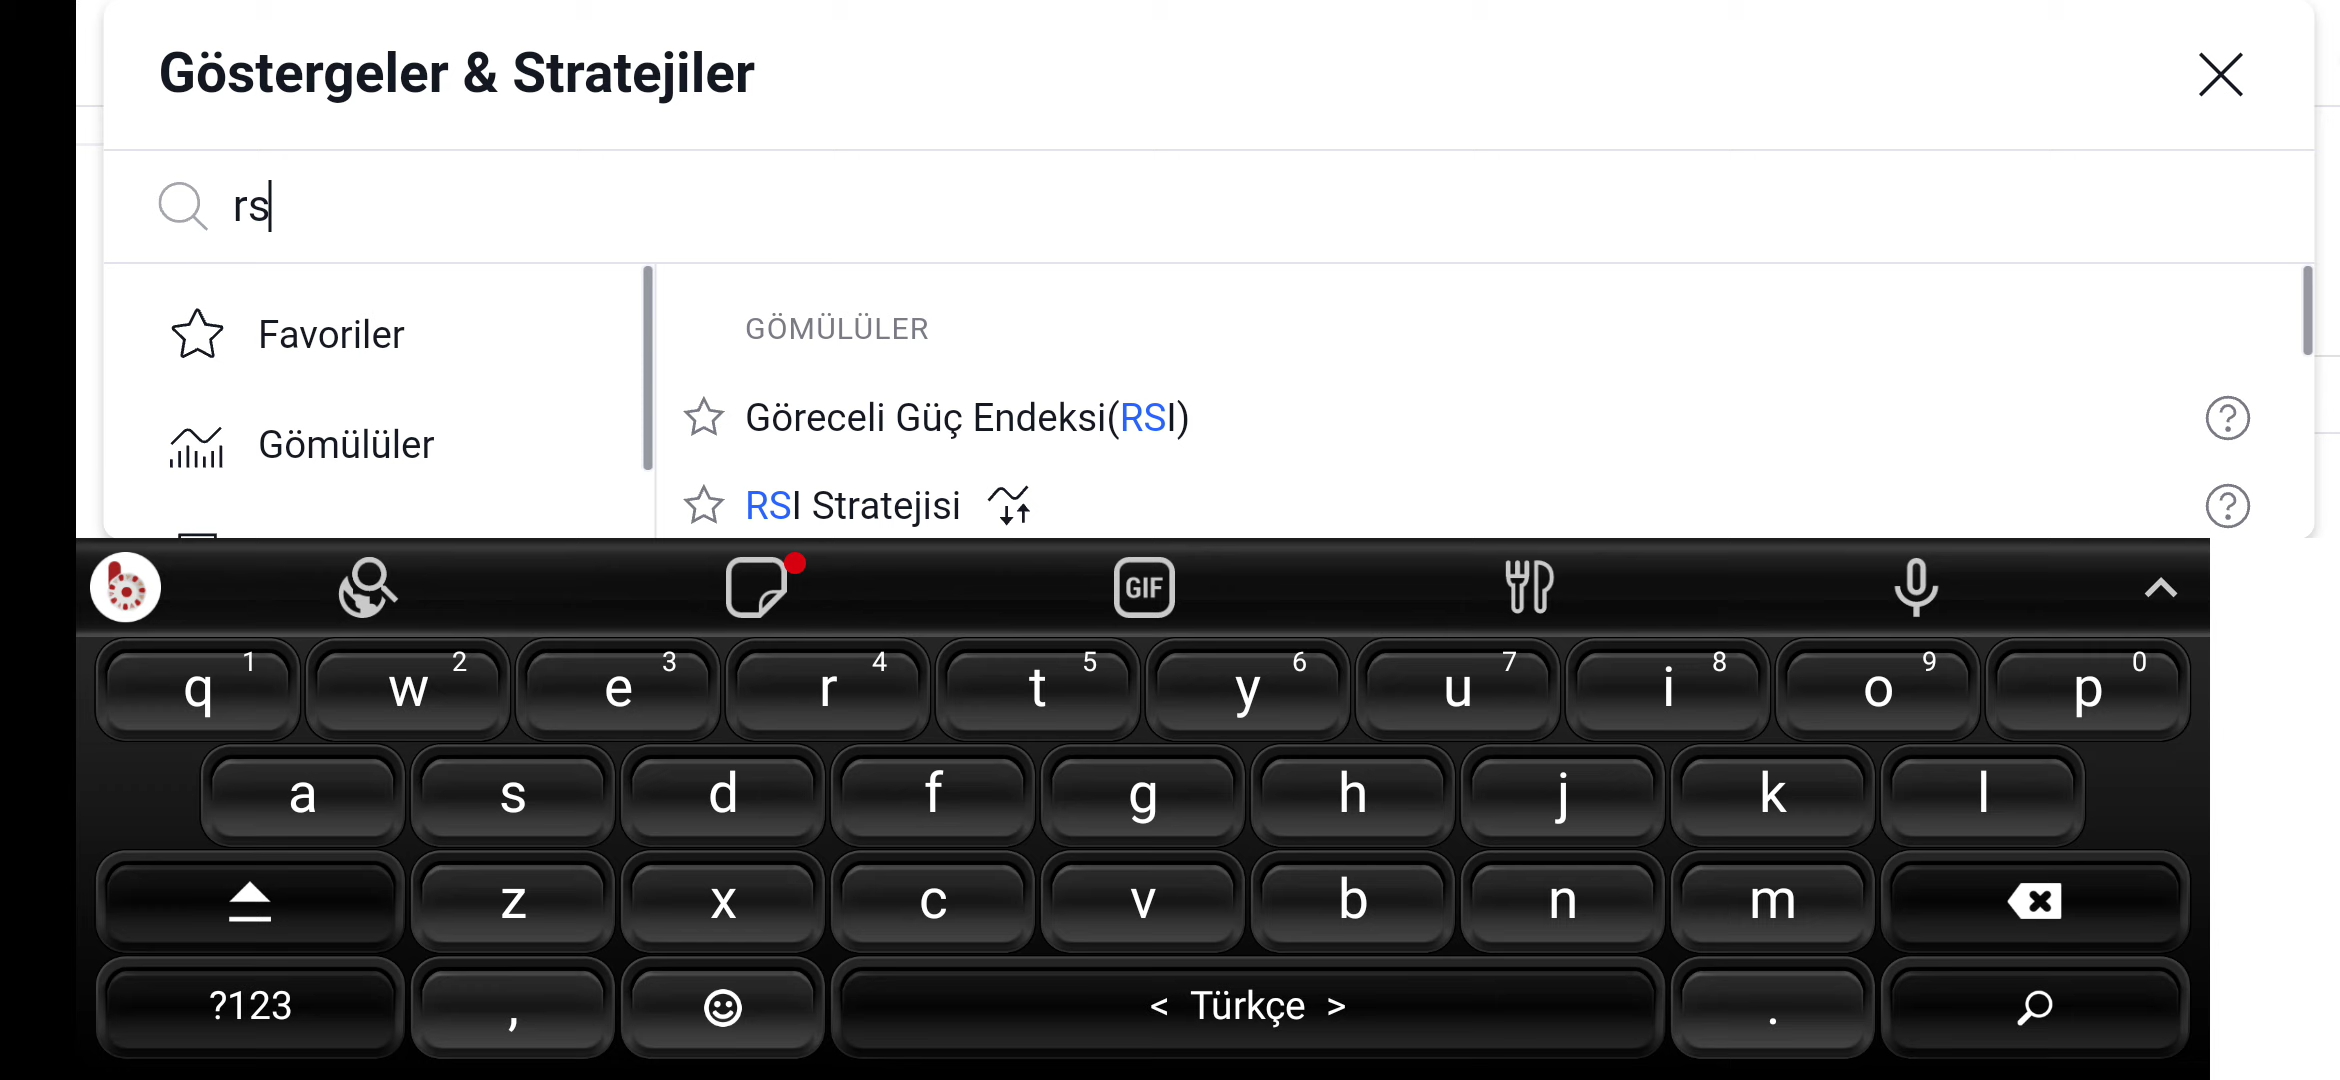 Göstergeler & Stratejiler
rs
Favoriler
Gömülüler
GÖMÜLÜLER
Göreceli Güç Endeksi(RSI)
RSI Stratejisi
GIF
q 1 w 2 e 3 r 4 t 5 y 6 u 7 i 8 o 9 p 0
a s d f g h j k l
z x c v b n m
?123 , < Türkçe > .